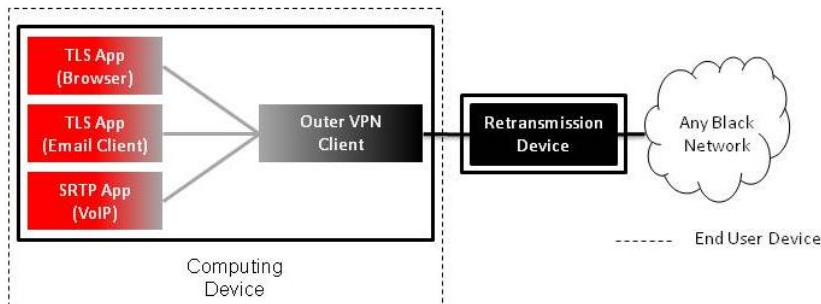 TLS App
(Browser)
TLS App
(Email Client)
SRTP App
(VoIP)
Outer VPN
Client
Retransmission
Device
Any Black
Network
End User Device
Computing
Device